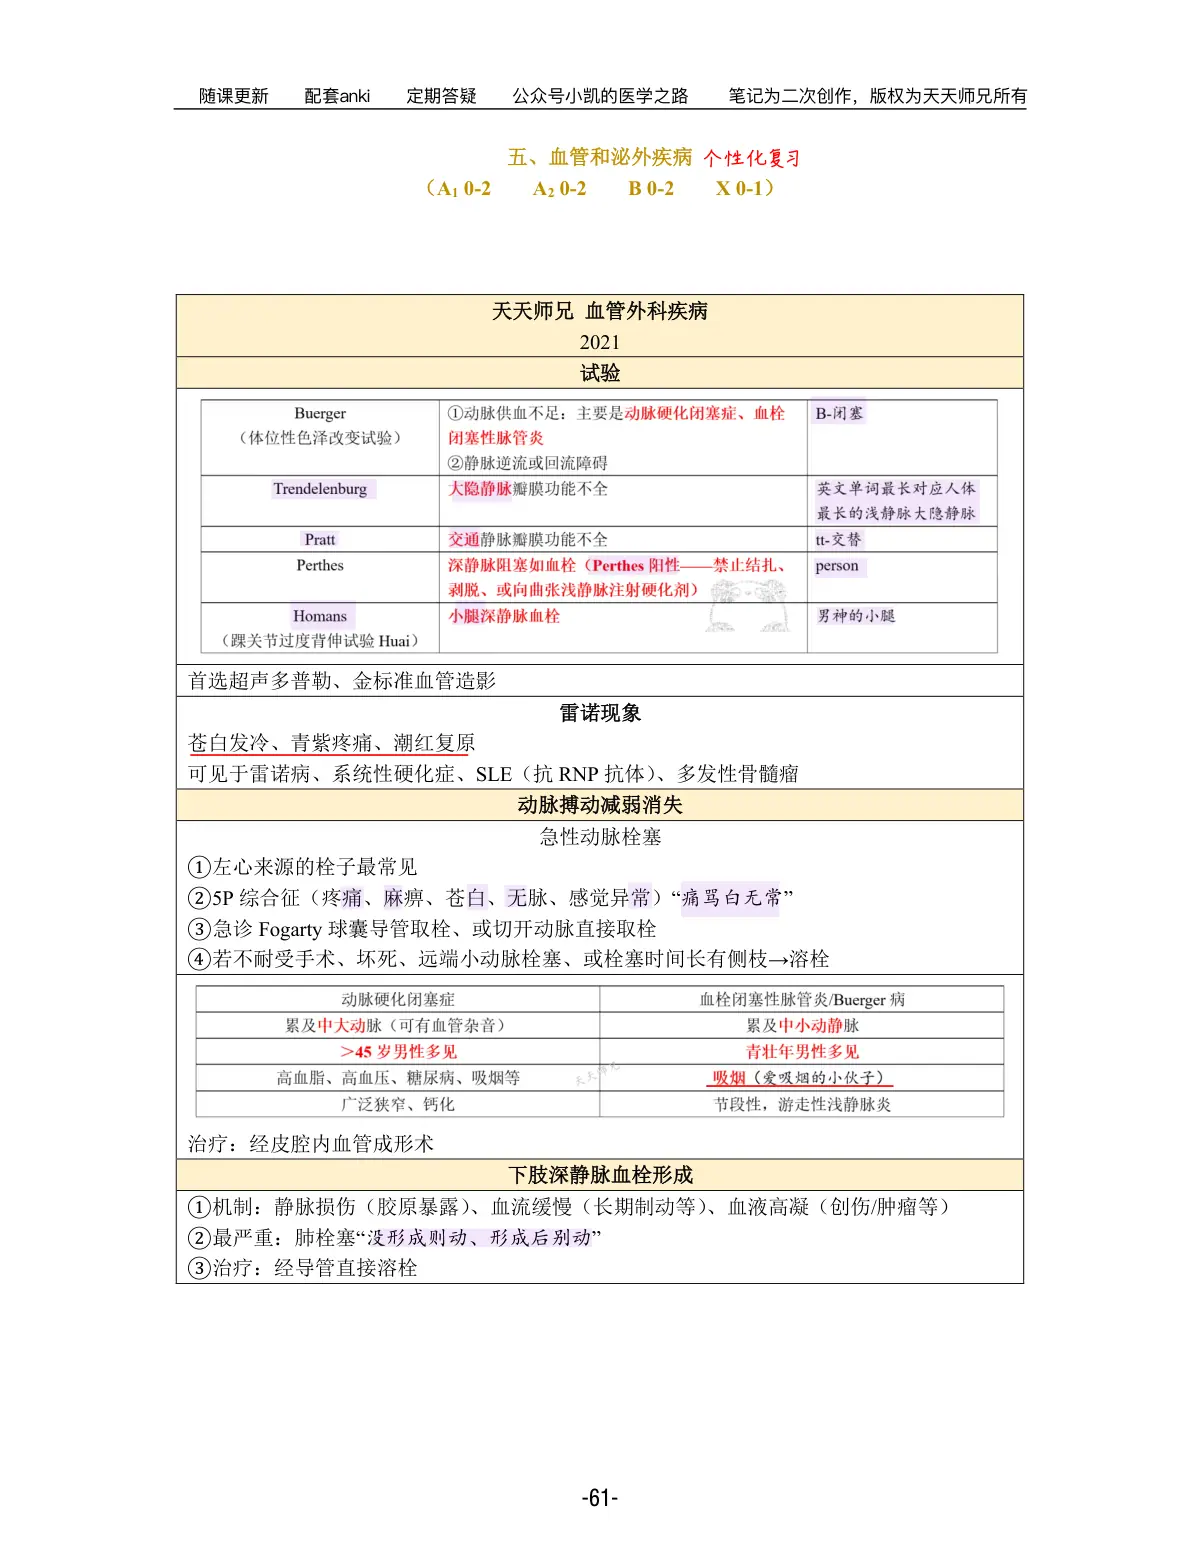 随课更新 配套anki 定期答疑 公众号小凯的医学之路 笔记为二次创作，版权为天天师兄所有
五、血管和泌外疾病 个性化复习
（A₁ 0-2 A₂ 0-2 B 0-2 X 0-1）
天天师兄 血管外科疾病
2021
试验
Buerger ①动脉供血不足：主要是动脉硬化闭塞症、血栓 B-闭塞
（体位性色泽改变试验） 闭塞性脉管炎
②静脉逆流或回流障碍
Trendelenburg 大隐静脉瓣膜功能不全 英文单词最长对应人体
最长的浅静脉大隐静脉
Pratt 交通静脉瓣膜功能不全 tt-交替
Perthes 深静脉阻塞如血栓（Perthes 阳性——禁止结扎、 person
剥脱、或向曲张浅静脉注射硬化剂）
Homans 小腿深静脉血栓 男神的小腿
（踝关节过度背伸试验 Huai）
首选超声多普勒、金标准血管造影
雷诺现象
苍白发冷、青紫疼痛、潮红复原
可见于雷诺病、系统性硬化症、SLE（抗 RNP 抗体）、多发性骨髓瘤
动脉搏动减弱消失
急性动脉栓塞
①左心来源的栓子最常见
②5P 综合征（疼痛、麻痹、苍白、无脉、感觉异常）“痛骂白无常”
③急诊 Fogarty 球囊导管取栓、或切开动脉直接取栓
④若不耐受手术、坏死、远端小动脉栓塞、或栓塞时间长有侧枝→溶栓
动脉硬化闭塞症 血栓闭塞性脉管炎/Buerger 病
累及中大动脉（可有血管杂音） 累及中小动静脉
＞45 岁男性多见 青壮年男性多见
高血脂、高血压、糖尿病、吸烟等 吸烟（爱吸烟的小伙子）
天天师兄
广泛狭窄、钙化 节段性，游走性浅静脉炎
治疗：经皮腔内血管成形术
下肢深静脉血栓形成
①机制：静脉损伤（胶原暴露）、血流缓慢（长期制动等）、血液高凝（创伤/肿瘤等）
②最严重：肺栓塞“没形成则动、形成后别动”
③治疗：经导管直接溶栓
-61-